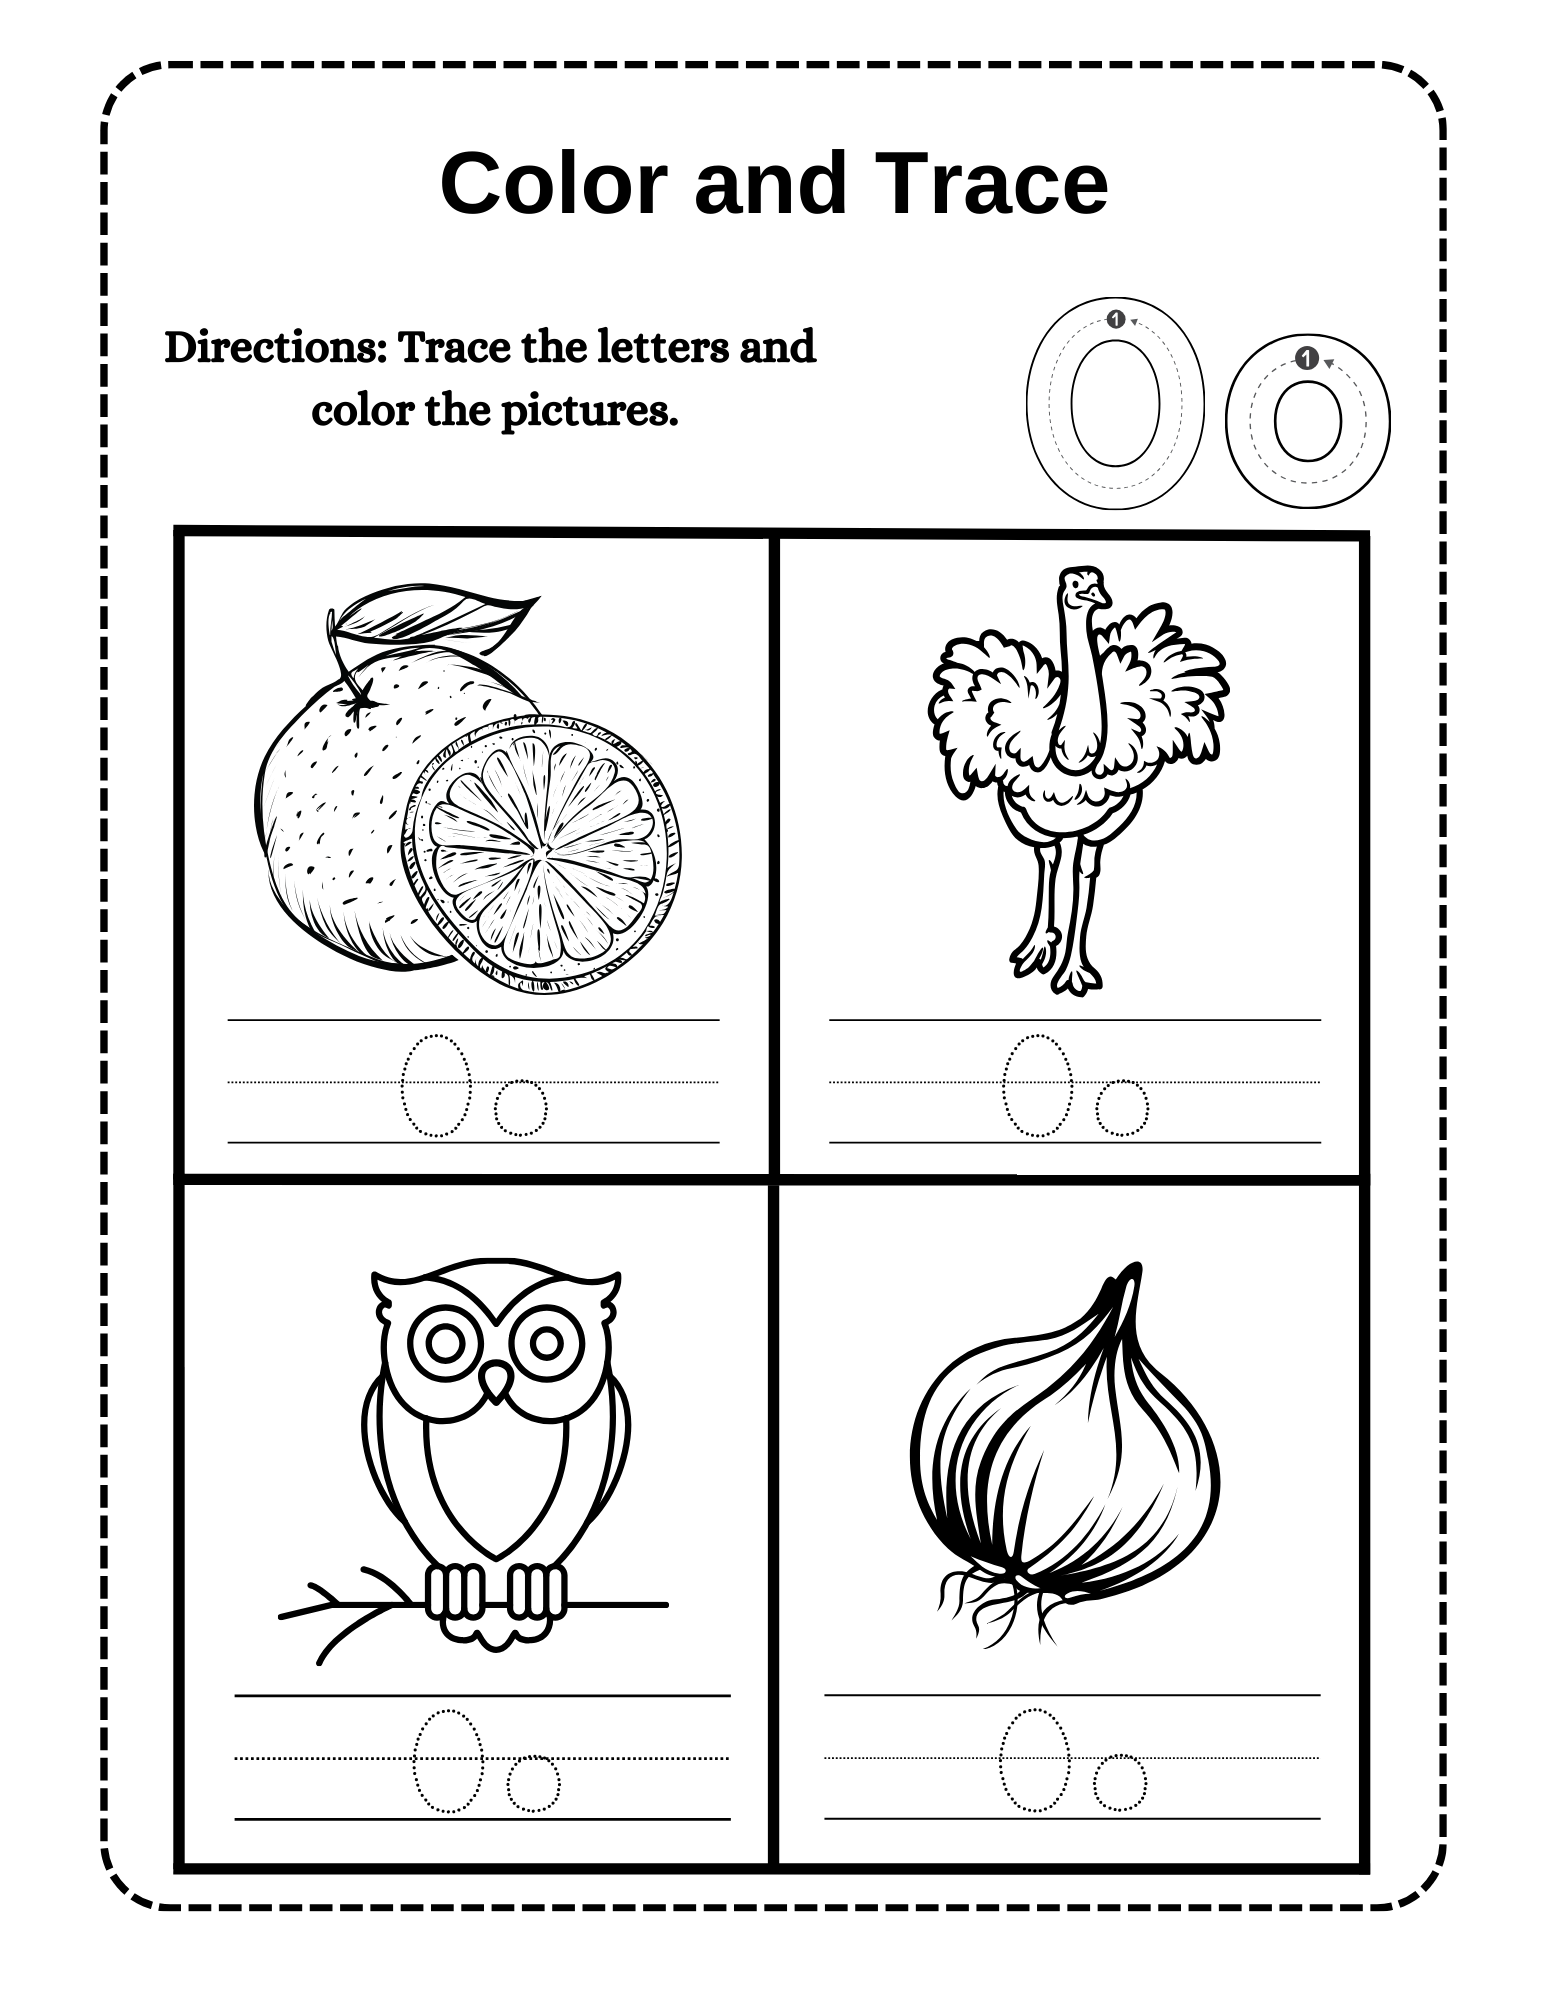 Color and Trace
Directions: Trace the letters and
color the pictures.
1 1
O o
O o
O o
O o
O o